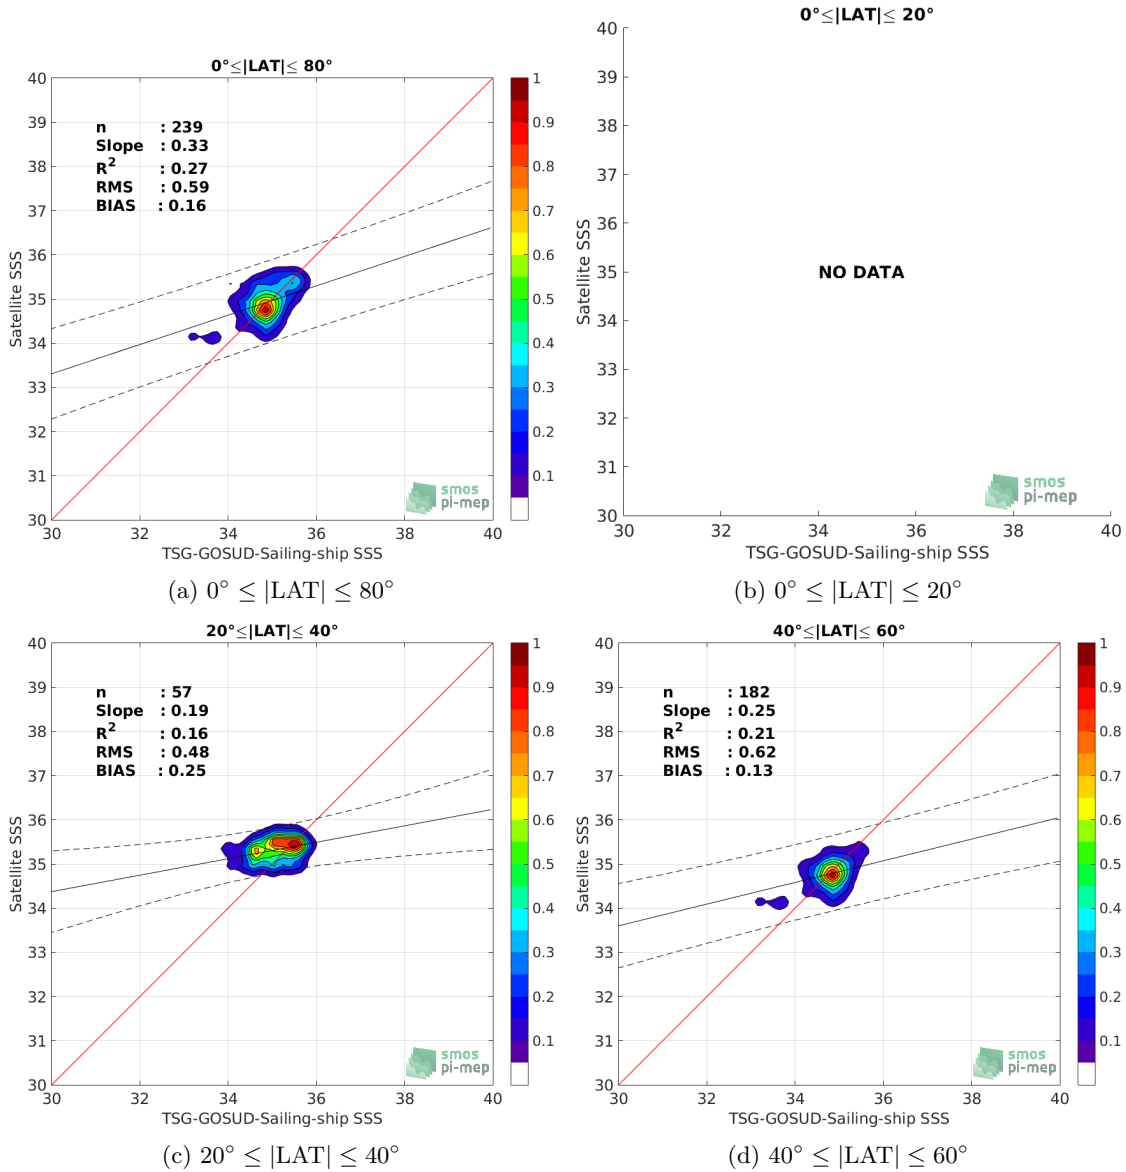 0°≤|LAT|≤ 80°
40
39
38
37
36
35
34
33
32
31
30
Satellite SSS
n : 239
Slope : 0.33
R² : 0.27
RMS : 0.59
BIAS : 0.16
smos
pi-mep
30 32 34 36 38 40
TSG-GOSUD-Sailing-ship SSS
1
0.9
0.8
0.7
0.6
0.5
0.4
0.3
0.2
0.1
(a) 0° ≤ |LAT| ≤ 80°
0°≤|LAT|≤ 20°
40
39
38
37
36
35
34
33
32
31
30
Satellite SSS
NO DATA
smos
pi-mep
30 32 34 36 38 40
TSG-GOSUD-Sailing-ship SSS
(b) 0° ≤ |LAT| ≤ 20°
20°≤|LAT|≤ 40°
40
39
38
37
36
35
34
33
32
31
30
Satellite SSS
n : 57
Slope : 0.19
R² : 0.16
RMS : 0.48
BIAS : 0.25
smos
pi-mep
30 32 34 36 38 40
TSG-GOSUD-Sailing-ship SSS
1
0.9
0.8
0.7
0.6
0.5
0.4
0.3
0.2
0.1
(c) 20° ≤ |LAT| ≤ 40°
40°≤|LAT|≤ 60°
40
39
38
37
36
35
34
33
32
31
30
Satellite SSS
n : 182
Slope : 0.25
R² : 0.21
RMS : 0.62
BIAS : 0.13
smos
pi-mep
30 32 34 36 38 40
TSG-GOSUD-Sailing-ship SSS
1
0.9
0.8
0.7
0.6
0.5
0.4
0.3
0.2
0.1
(d) 40° ≤ |LAT| ≤ 60°